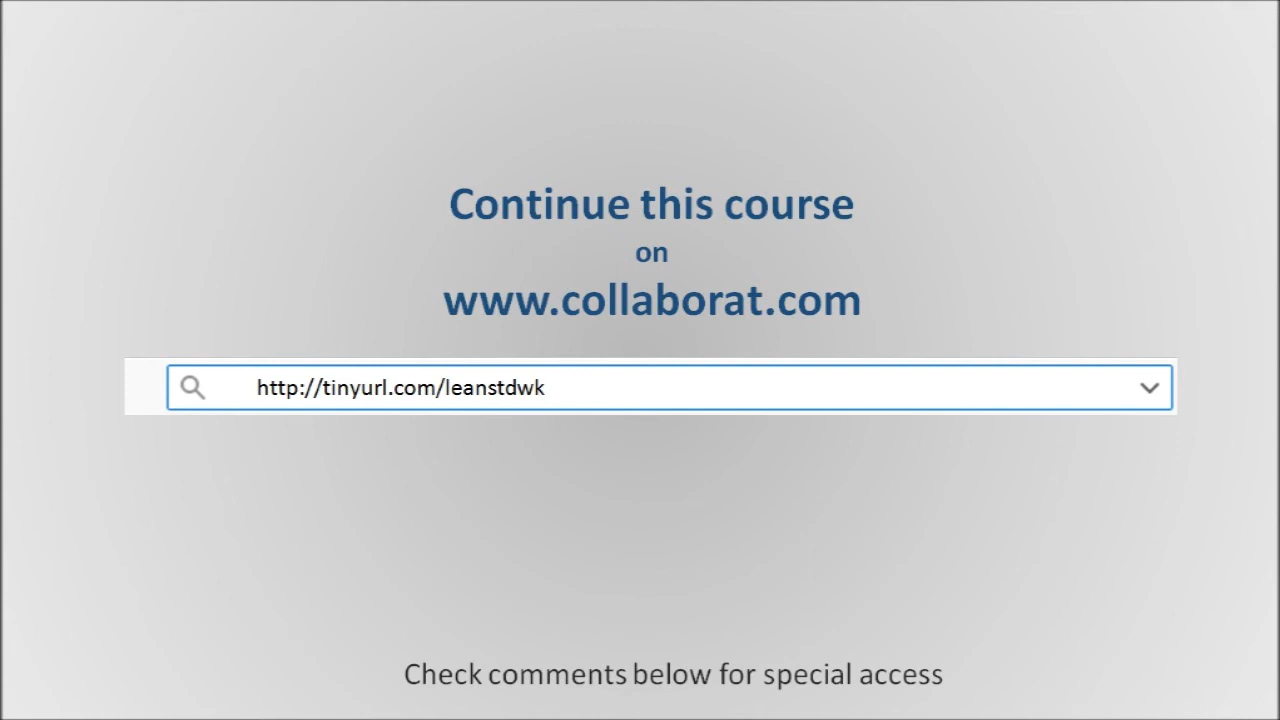 Continue this course
on
www.collaborat.com
http://tinyurl.com/leanstdwk
Check comments below for special access